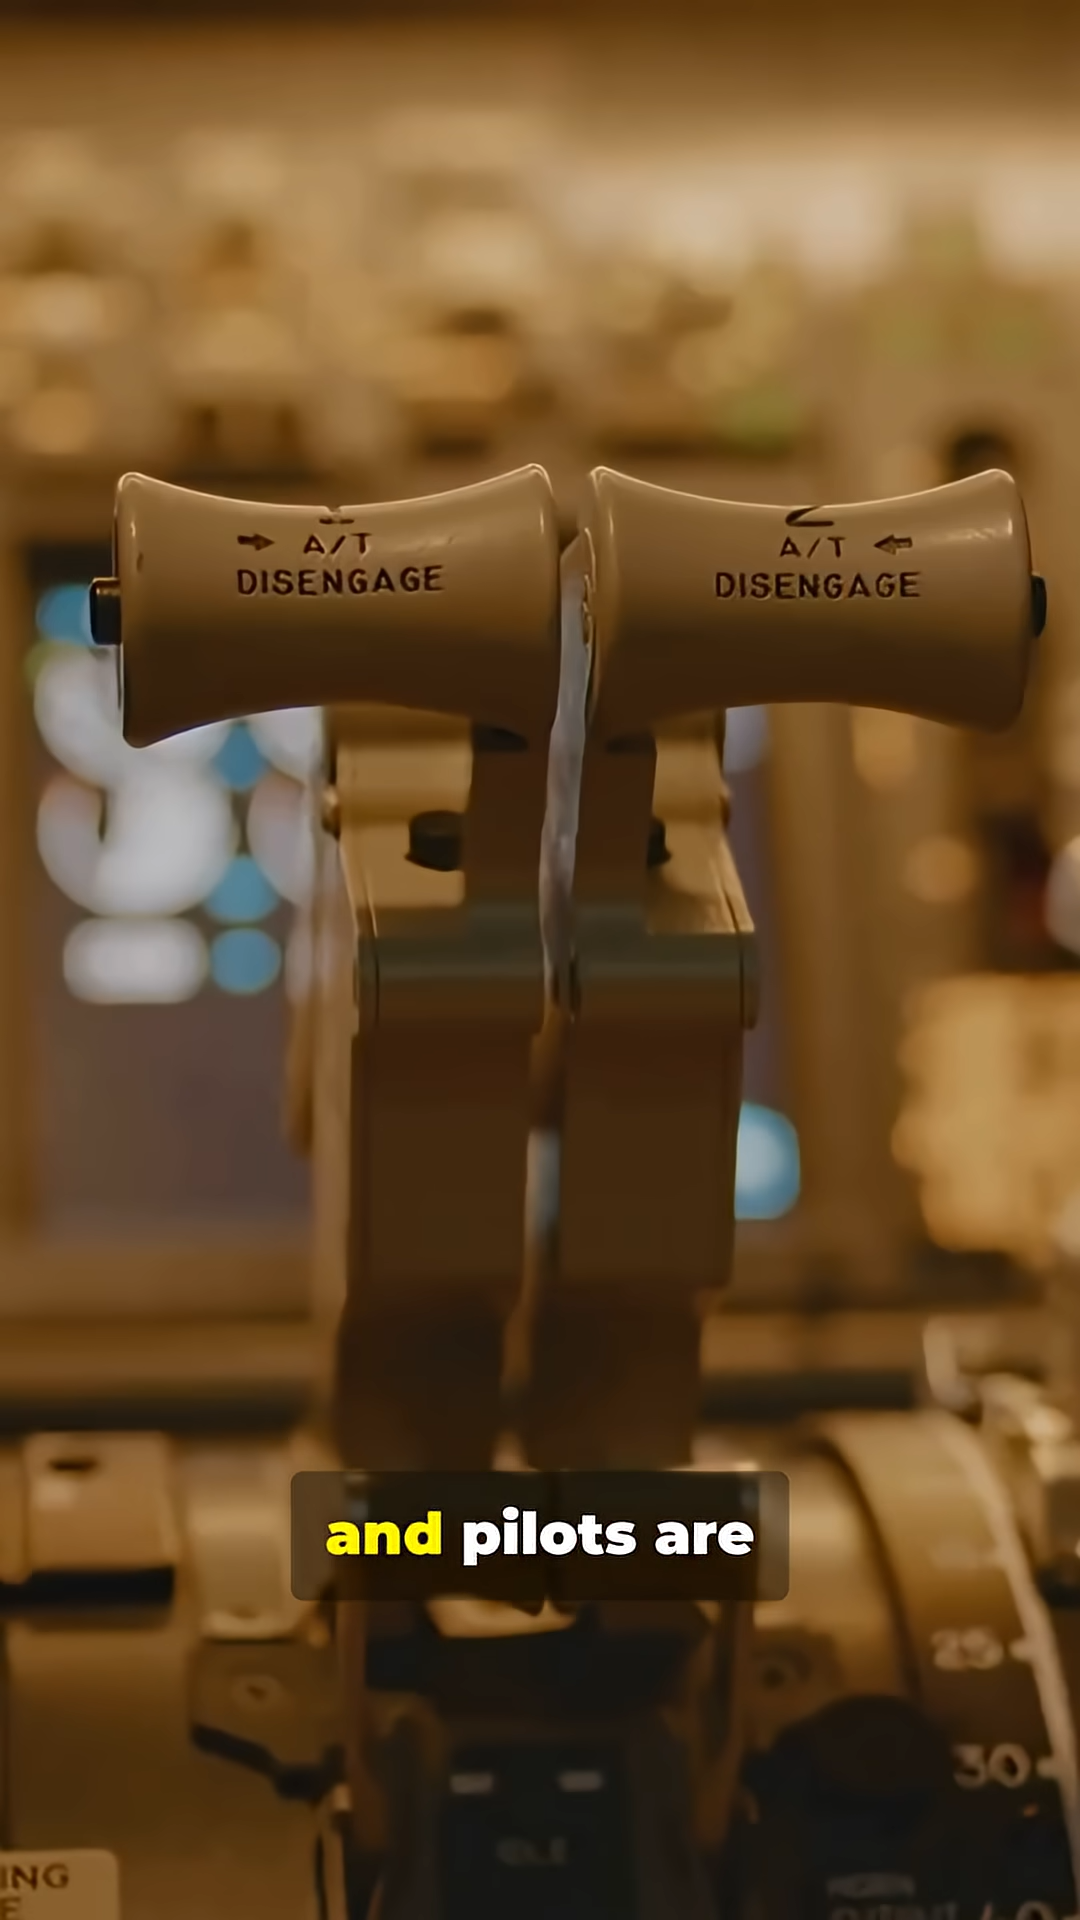 → A/T
DISENGAGE
2
A/T ←
DISENGAGE
and pilots are
25
30
ING
E